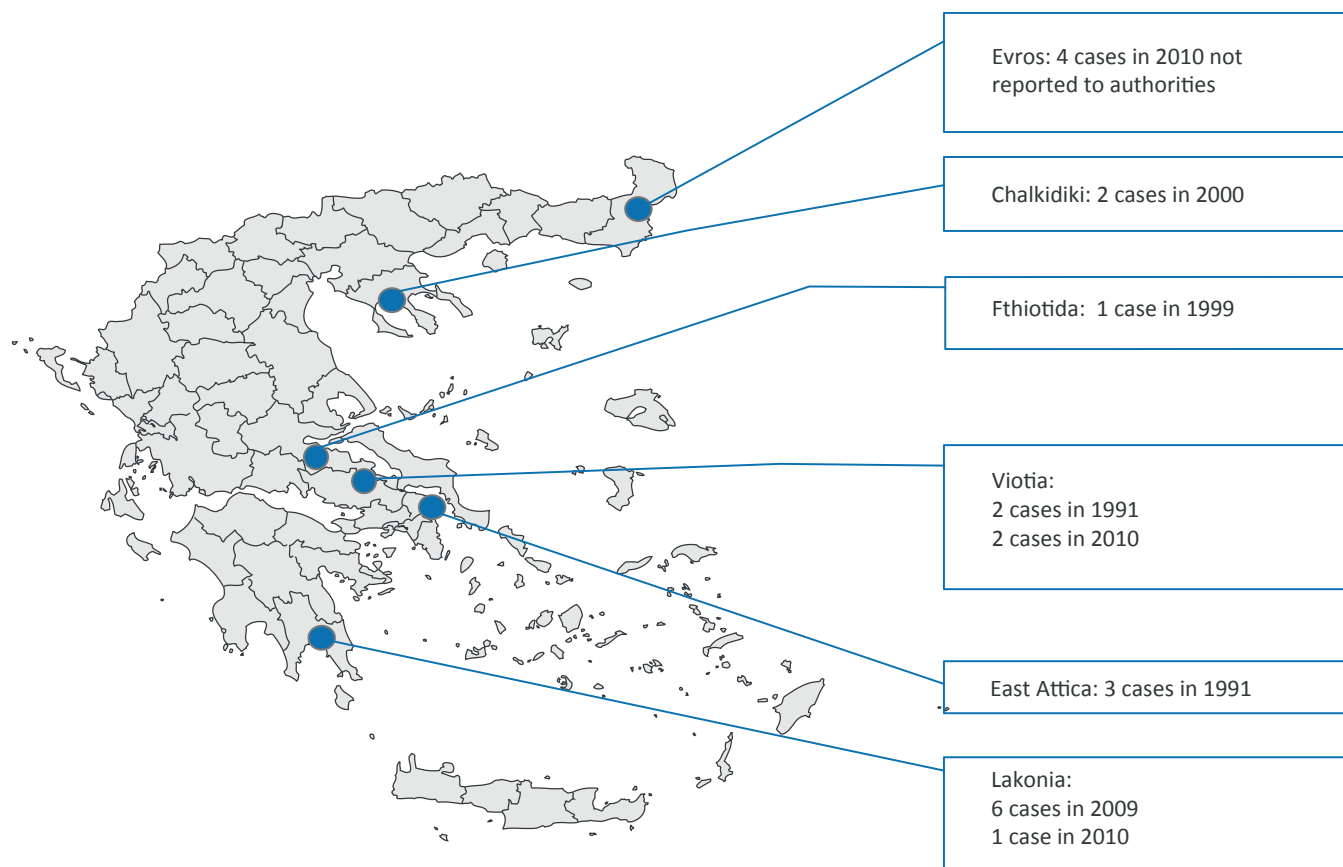 Evros: 4 cases in 2010 not
reported to authorities
Chalkidiki: 2 cases in 2000
Fthiotida:  1 case in 1999
Viotia:
2 cases in 1991
2 cases in 2010
East Attica: 3 cases in 1991
Lakonia:
6 cases in 2009
1 case in 2010